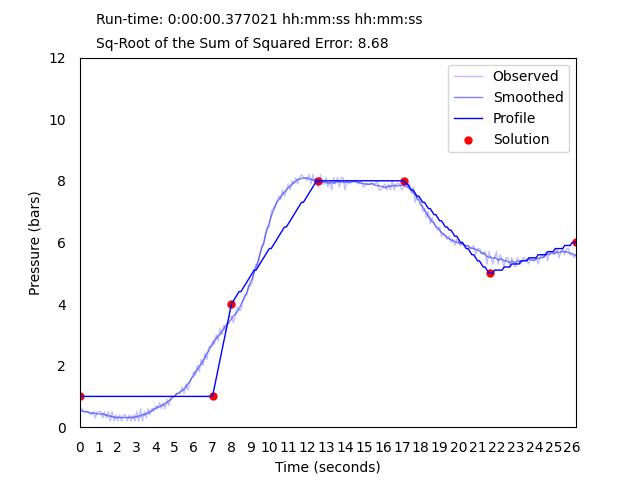 Run-time: 0:00:00.377021 hh:mm:ss hh:mm:ss
Sq-Root of the Sum of Squared Error: 8.68
12
10
8
6
4
2
0
Pressure (bars)
Observed
Smoothed
Profile
Solution
0 1 2 3 4 5 6 7 8 9 10 11 12 13 14 15 16 17 18 19 20 21 22 23 24 25 26
Time (seconds)